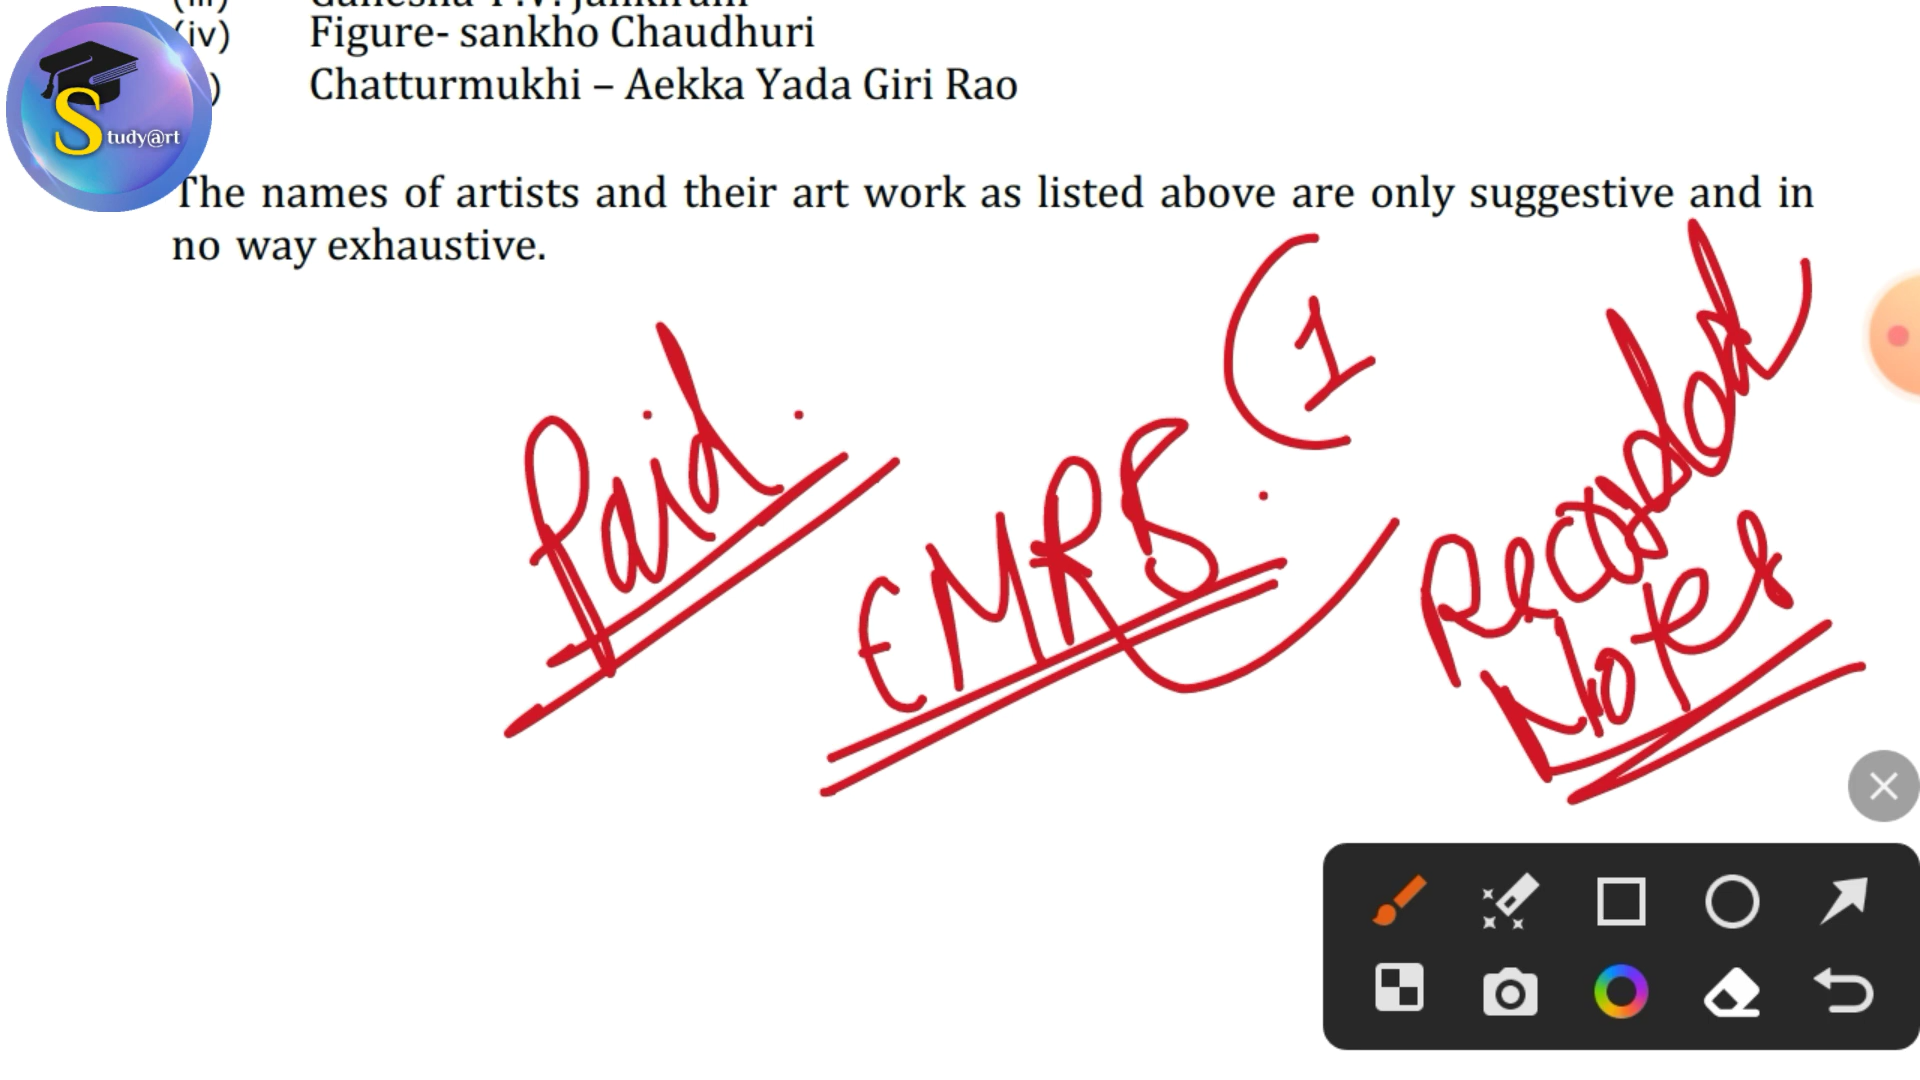 (iv) Figure- sankho Chaudhuri
) Chatturmukhi – Aekka Yada Giri Rao
Study@rt
The names of artists and their art work as listed above are only suggestive and in
no way exhaustive.
1
Paid.
EMRS.
Recorded
Notes